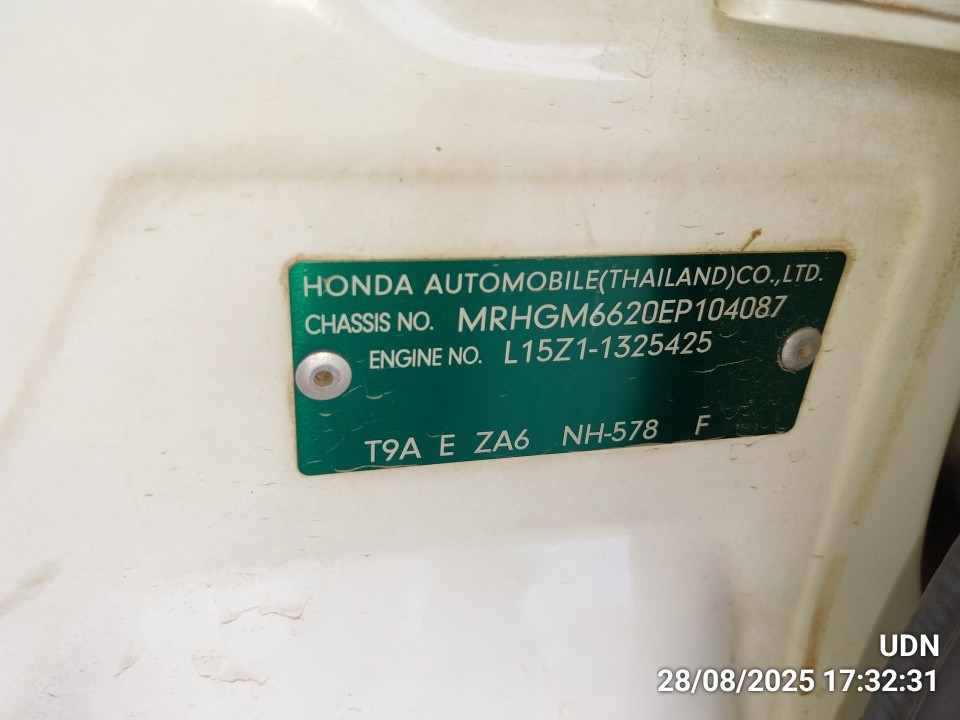 HONDA AUTOMOBILE(THAILAND)CO.,LTD.
CHASSIS NO. MRHGM6620EP104087
ENGINE NO. L15Z1-1325425
T9A E ZA6 NH-578 F
UDN
28/08/2025 17:32:31